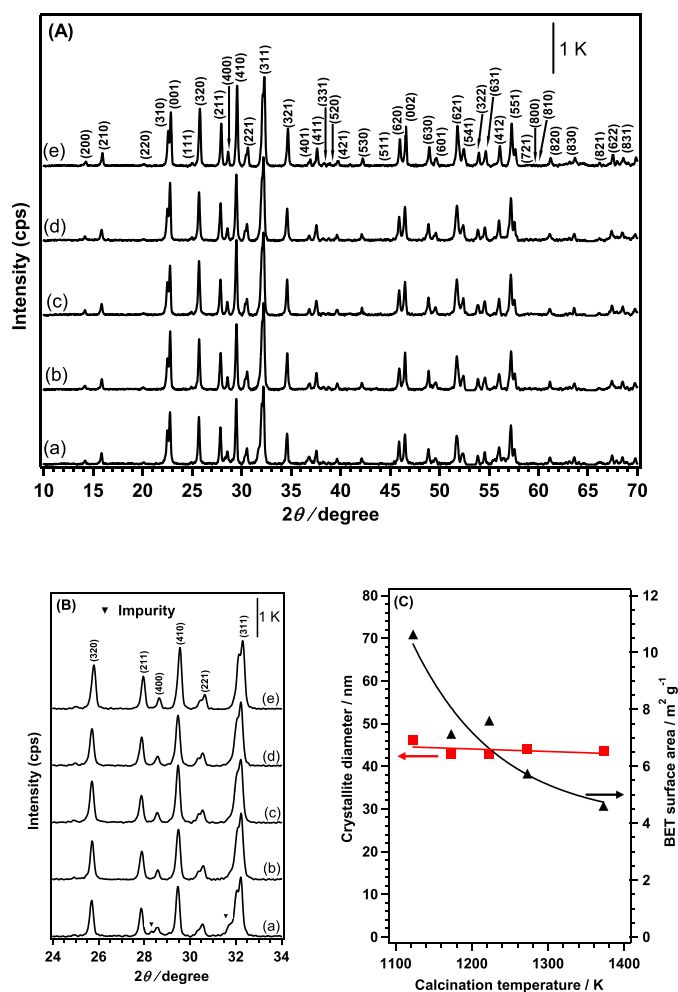 (A)
1 K
(200)
(210)
(220)
(310)
(001)
(111)
(320)
(211)
(400)
(410)
(221)
(311)
(321)
(401)
(411)
(331)
(520)
(421)
(530)
(511)
(620)
(002)
(630)
(601)
(621)
(541)
(322)
(631)
(412)
(551)
(721)
(800)
(810)
(820)
(830)
(821)
(622)
(831)
(e)
(d)
(c)
(b)
(a)
Intensity (cps)
10 15 20 25 30 35 40 45 50 55 60 65 70
2θ / degree
(B)
▼ Impurity
1 K
(320)
(211)
(400)
(410)
(221)
(311)
(e)
(d)
(c)
(b)
(a)
Intensity (cps)
24 26 28 30 32 34
2θ / degree
(C)
80
70
60
50
40
30
20
10
0
Crystallite diameter / nm
12
10
8
6
4
2
0
BET surface area / m² g⁻¹
1100 1200 1300 1400
Calcination temperature / K